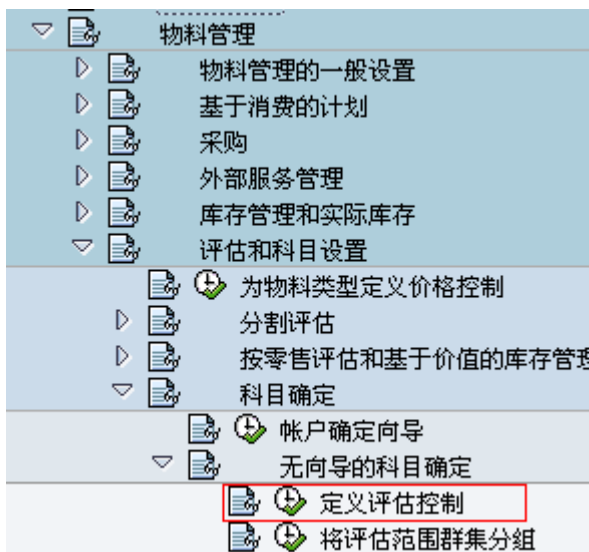 物料管理
物料管理的一般设置
基于消费的计划
采购
外部服务管理
库存管理和实际库存
评估和科目设置
为物料类型定义价格控制
分割评估
按零售评估和基于价值的库存管理
科目确定
帐户确定向导
无向导的科目确定
定义评估控制
将评估范围群集分组